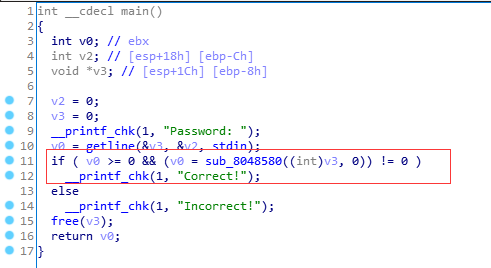 1 int __cdecl main()
2 {
3 int v0; // ebx
4 int v2; // [esp+18h] [ebp-Ch]
5 void *v3; // [esp+1Ch] [ebp-8h]
6
7 v2 = 0;
8 v3 = 0;
9 __printf_chk(1, "Password: ");
10 v0 = getline(&v3, &v2, stdin);
11 if ( v0 >= 0 && (v0 = sub_8048580((int)v3, 0)) != 0 )
12 __printf_chk(1, "Correct!");
13 else
14 __printf_chk(1, "Incorrect!");
15 free(v3);
16 return v0;
17 }